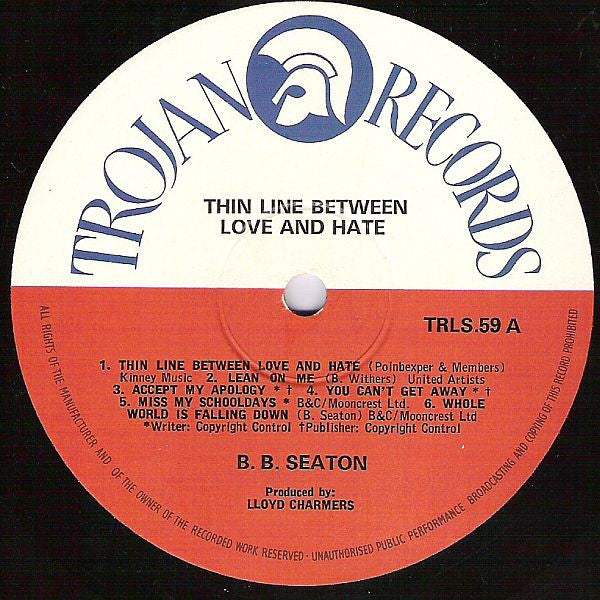 TROJAN RECORDS
THIN LINE BETWEEN
LOVE AND HATE
TRLS.59 A
1. THIN LINE BETWEEN LOVE AND HATE (Poinbexper & Members)
Kinney Music 2. LEAN ON ME (B. Withers) United Artists
3. ACCEPT MY APOLOGY * † 4. YOU CAN'T GET AWAY * †
5. MISS MY SCHOOLDAYS * B&C/Mooncrest Ltd. 6. WHOLE
WORLD IS FALLING DOWN (B. Seaton) B&C/Mooncrest Ltd
*Writer: Copyright Control †Publisher: Copyright Control
B. B. SEATON
Produced by:
LLOYD CHARMERS
ALL RIGHTS OF THE MANUFACTURER AND OF THE OWNER OF THE RECORDED WORK RESERVED · UNAUTHORISED PUBLIC PERFORMANCE BROADCASTING AND COPYING OF THIS RECORD PROHIBITED